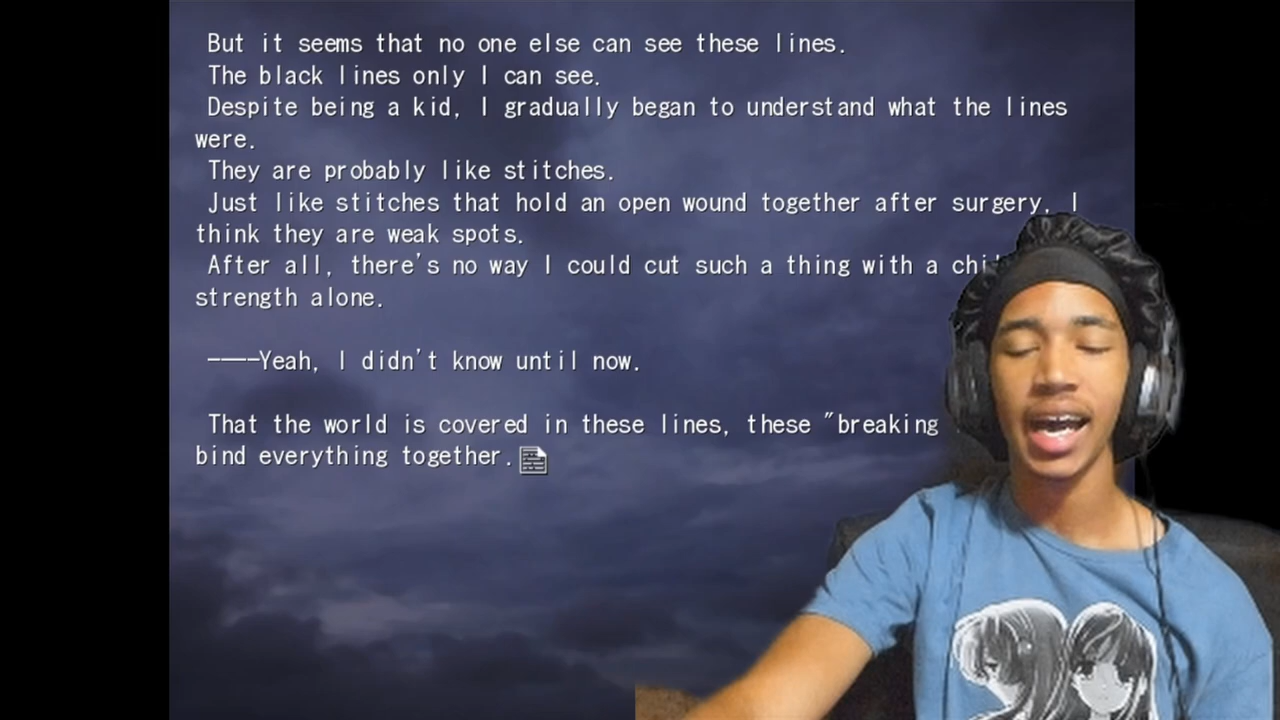 But it seems that no one else can see these lines.
The black lines only I can see.
Despite being a kid, I gradually began to understand what the lines
were.
They are probably like stitches.
Just like stitches that hold an open wound together after surgery, I
think they are weak spots.
After all, there's no way I could cut such a thing with a
strength alone.
———Yeah, I didn't know until now.
That the world is covered in these lines, these "breaking
bind everything together.